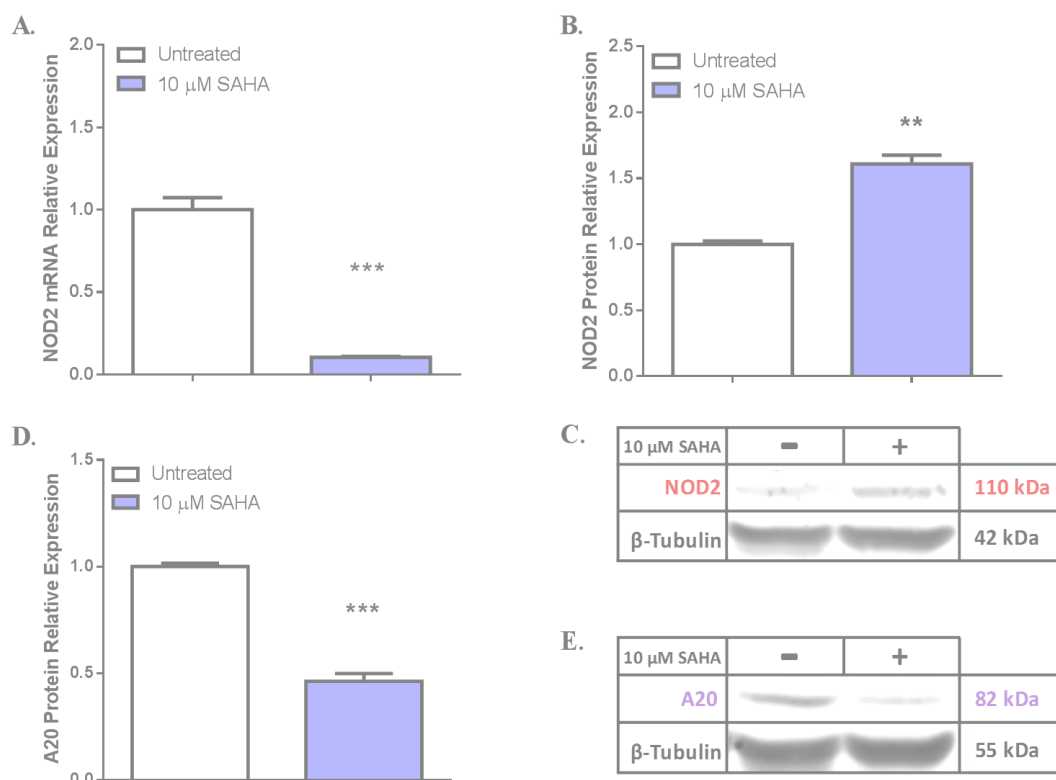 A.
NOD2 mRNA Relative Expression
2.0
1.5
1.0
0.5
0.0
Untreated
10 μM SAHA
***
B.
NOD2 Protein Relative Expression
2.5
2.0
1.5
1.0
0.5
0.0
Untreated
10 μM SAHA
**
D.
A20 Protein Relative Expression
1.5
1.0
0.5
0.0
Untreated
10 μM SAHA
***
C.
10 μM SAHA - +
NOD2 110 kDa
β-Tubulin 42 kDa
E.
10 μM SAHA - +
A20 82 kDa
β-Tubulin 55 kDa